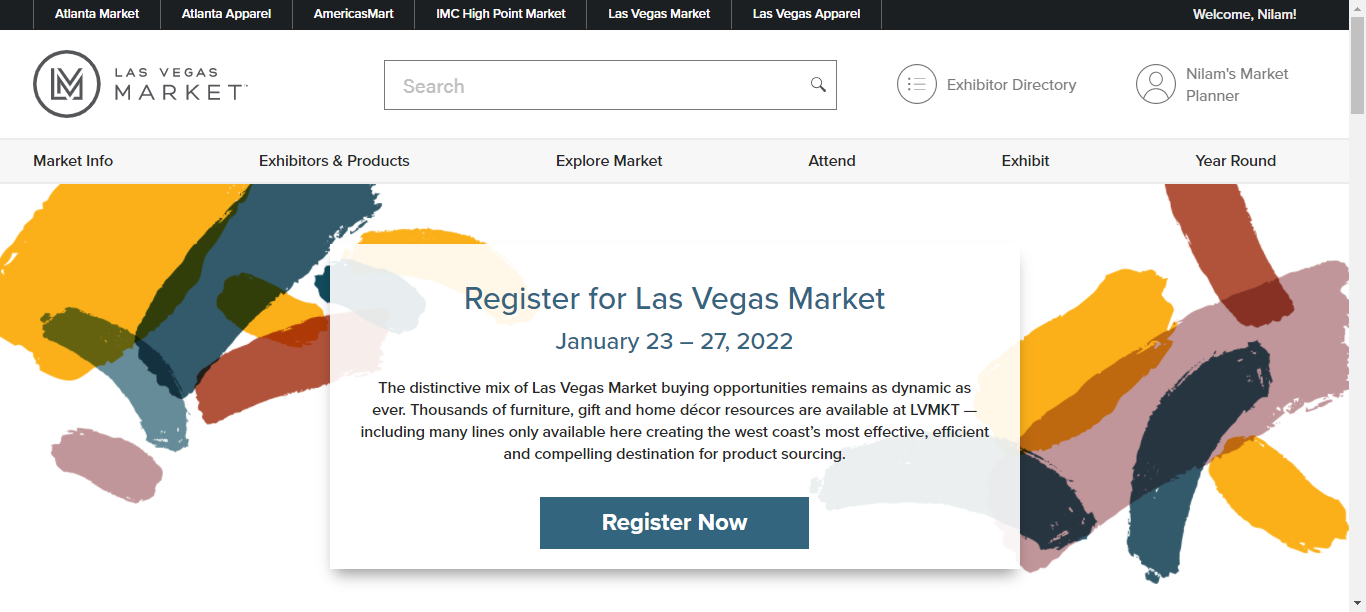 Atlanta Market
Atlanta Apparel
AmericasMart
IMC High Point Market
Las Vegas Market
Las Vegas Apparel
Welcome, Nilam!
LAS VEGAS
MARKET
Search
Exhibitor Directory
Nilam's Market
Planner
Market Info
Exhibitors & Products
Explore Market
Attend
Exhibit
Year Round
Register for Las Vegas Market
January 23 – 27, 2022
The distinctive mix of Las Vegas Market buying opportunities remains as dynamic as
ever. Thousands of furniture, gift and home décor resources are available at LVMKT —
including many lines only available here creating the west coast’s most effective, efficient
and compelling destination for product sourcing.
Register Now